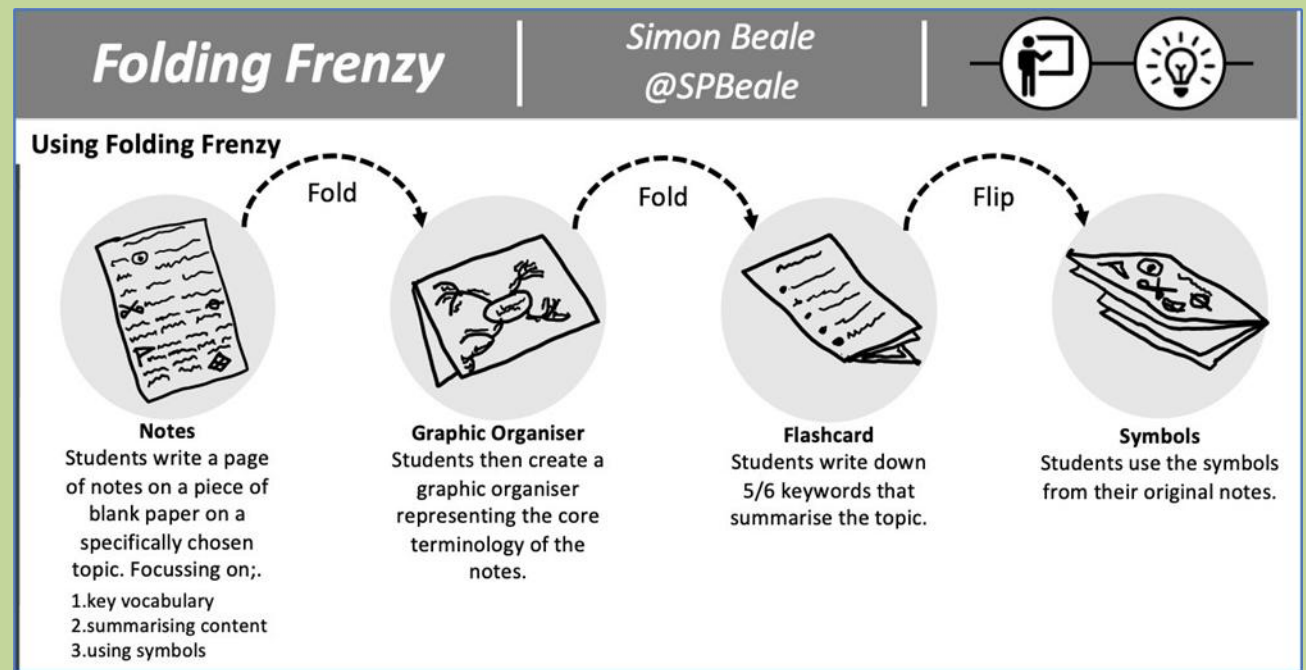 Folding Frenzy
Simon Beale
@SPBeale
Using Folding Frenzy
Fold
Fold
Flip
Notes
Students write a page
of notes on a piece of
blank paper on a
specifically chosen
topic. Focussing on;.
1.key vocabulary
2.summarising content
3.using symbols
Graphic Organiser
Students then create a
graphic organiser
representing the core
terminology of the
notes.
Flashcard
Students write down
5/6 keywords that
summarise the topic.
Symbols
Students use the symbols
from their original notes.